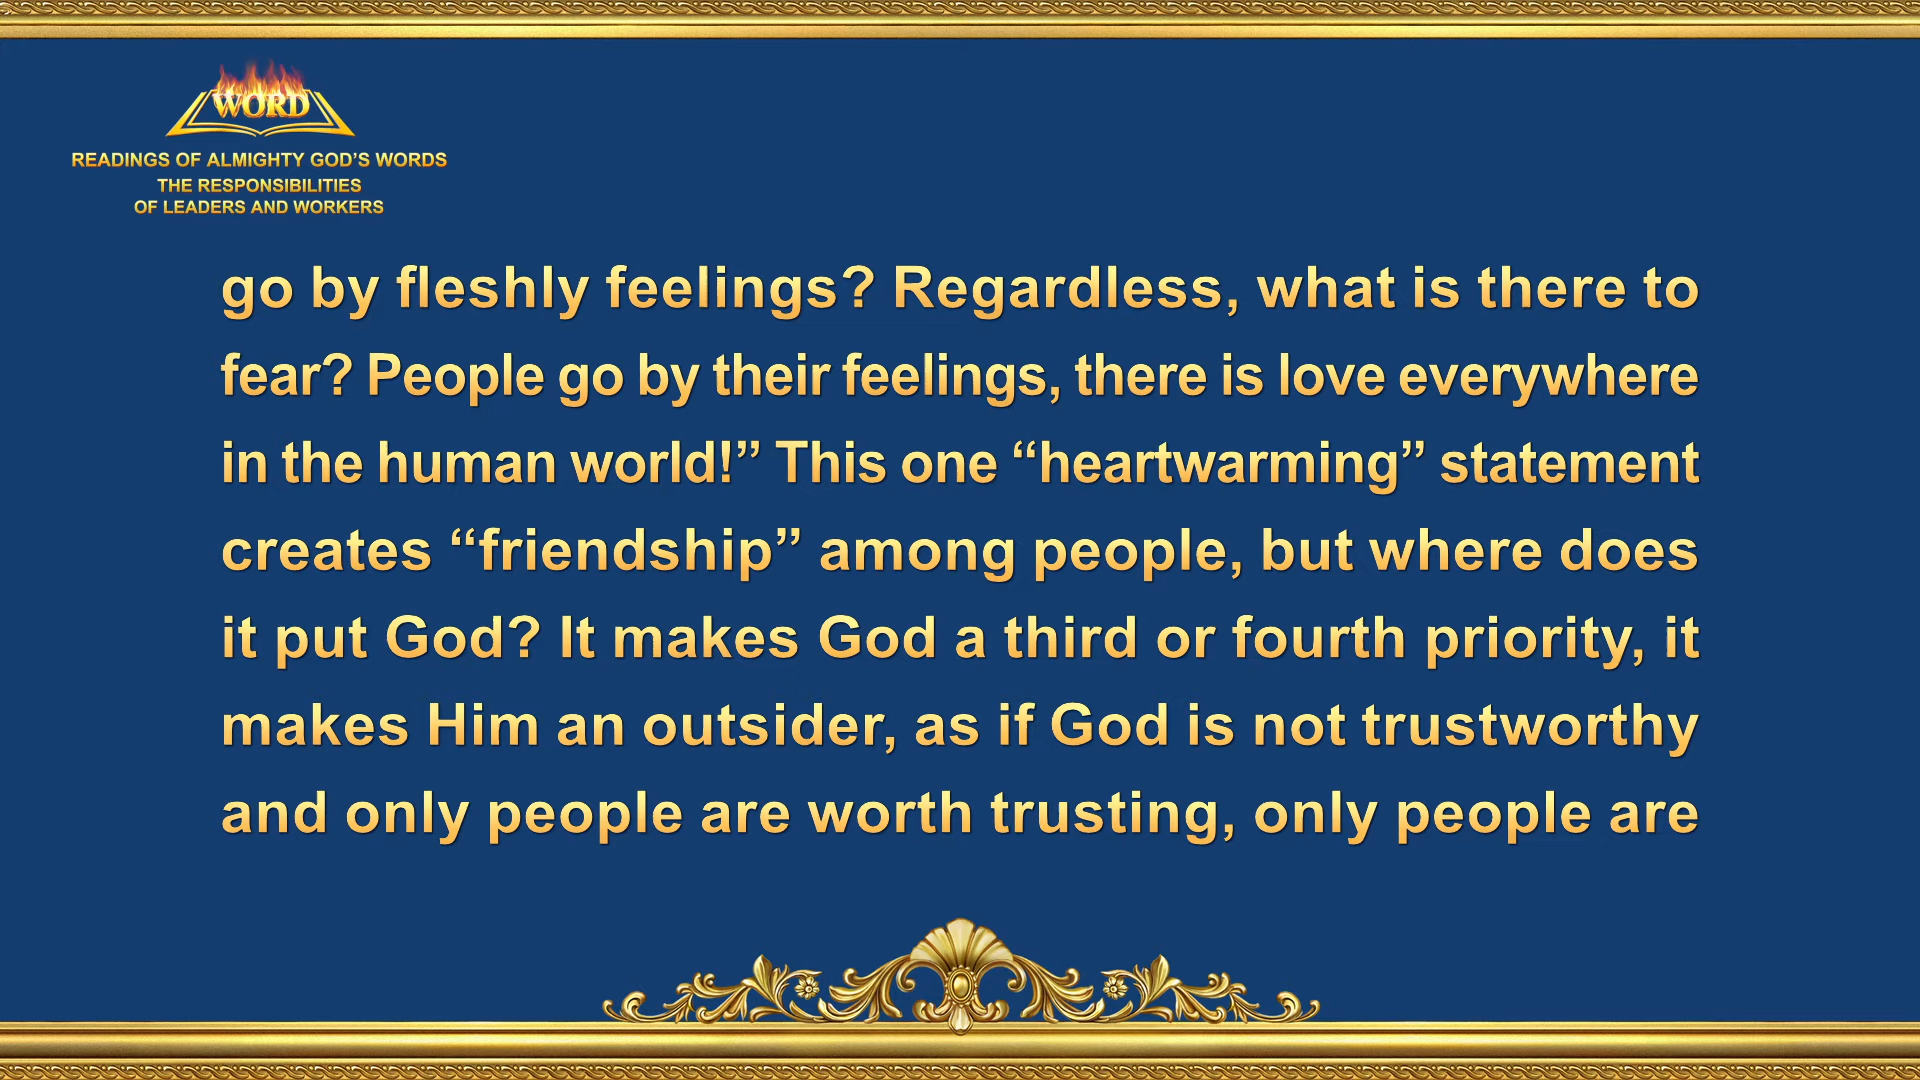 WORD
READINGS OF ALMIGHTY GOD’S WORDS
THE RESPONSIBILITIES
OF LEADERS AND WORKERS
go by fleshly feelings? Regardless, what is there to
fear? People go by their feelings, there is love everywhere
in the human world!” This one “heartwarming” statement
creates “friendship” among people, but where does
it put God? It makes God a third or fourth priority, it
makes Him an outsider, as if God is not trustworthy
and only people are worth trusting, only people are